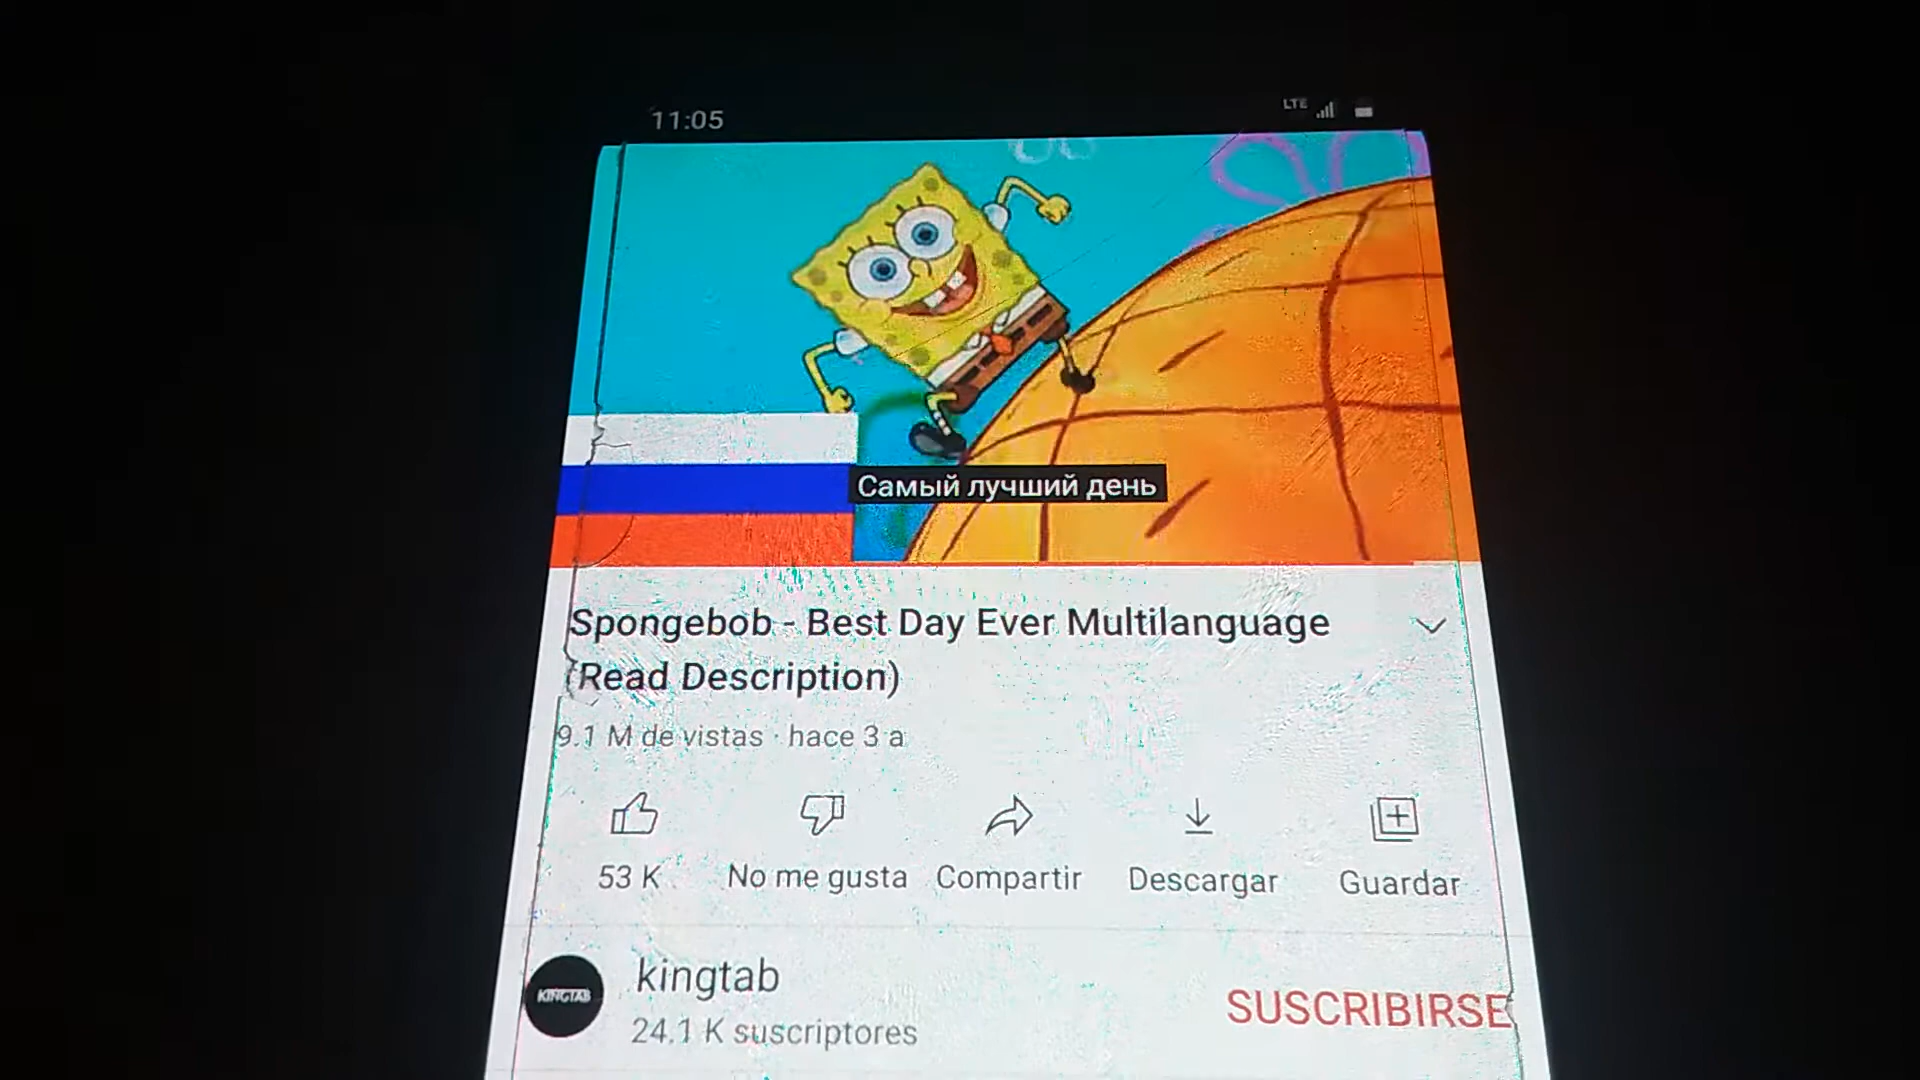 11:05
LTE
Самый лучший день
Spongebob - Best Day Ever Multilanguage
(Read Description)
9.1 M de vistas · hace 3 a
53 K
No me gusta
Compartir
Descargar
Guardar
KINGTAB
kingtab
24.1 K suscriptores
SUSCRIBIRSE